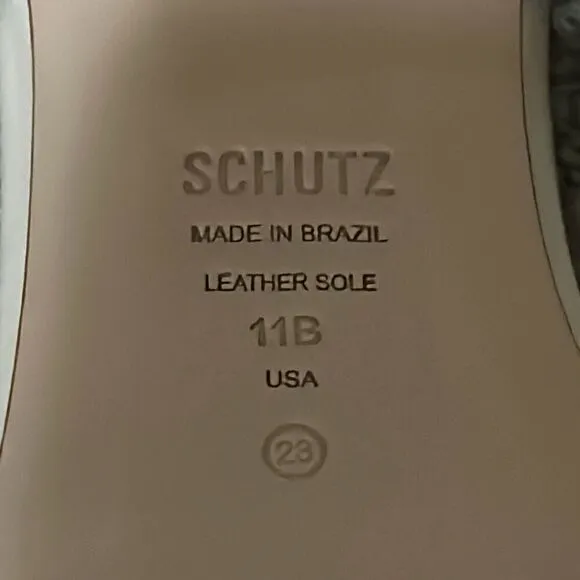 SCHUTZ
MADE IN BRAZIL
LEATHER SOLE
11B
USA
23